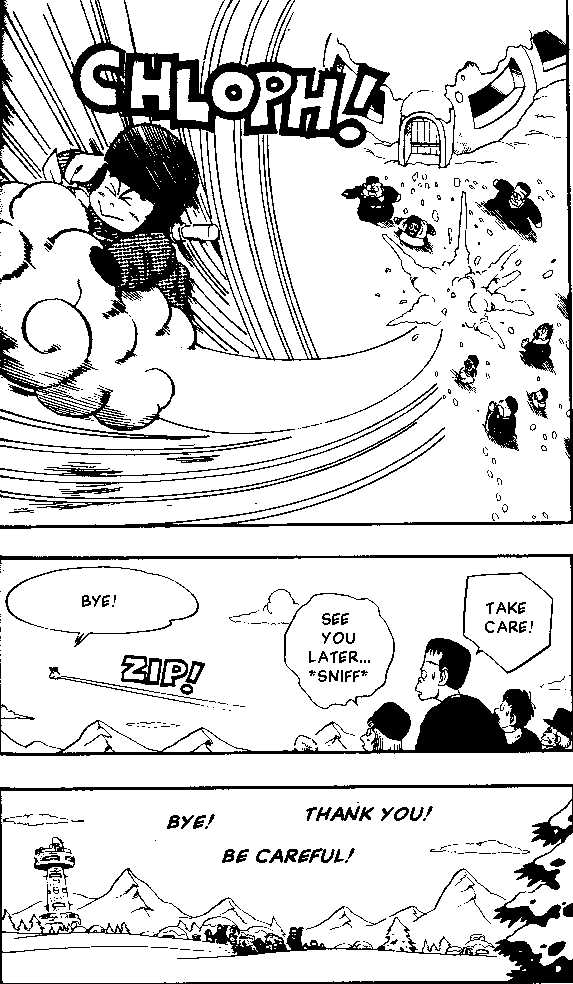 CHLOPH!
BYE!
ZIP!
SEE
YOU
LATER...
*SNIFF*
TAKE
CARE!
BYE!
THANK YOU!
BE CAREFUL!